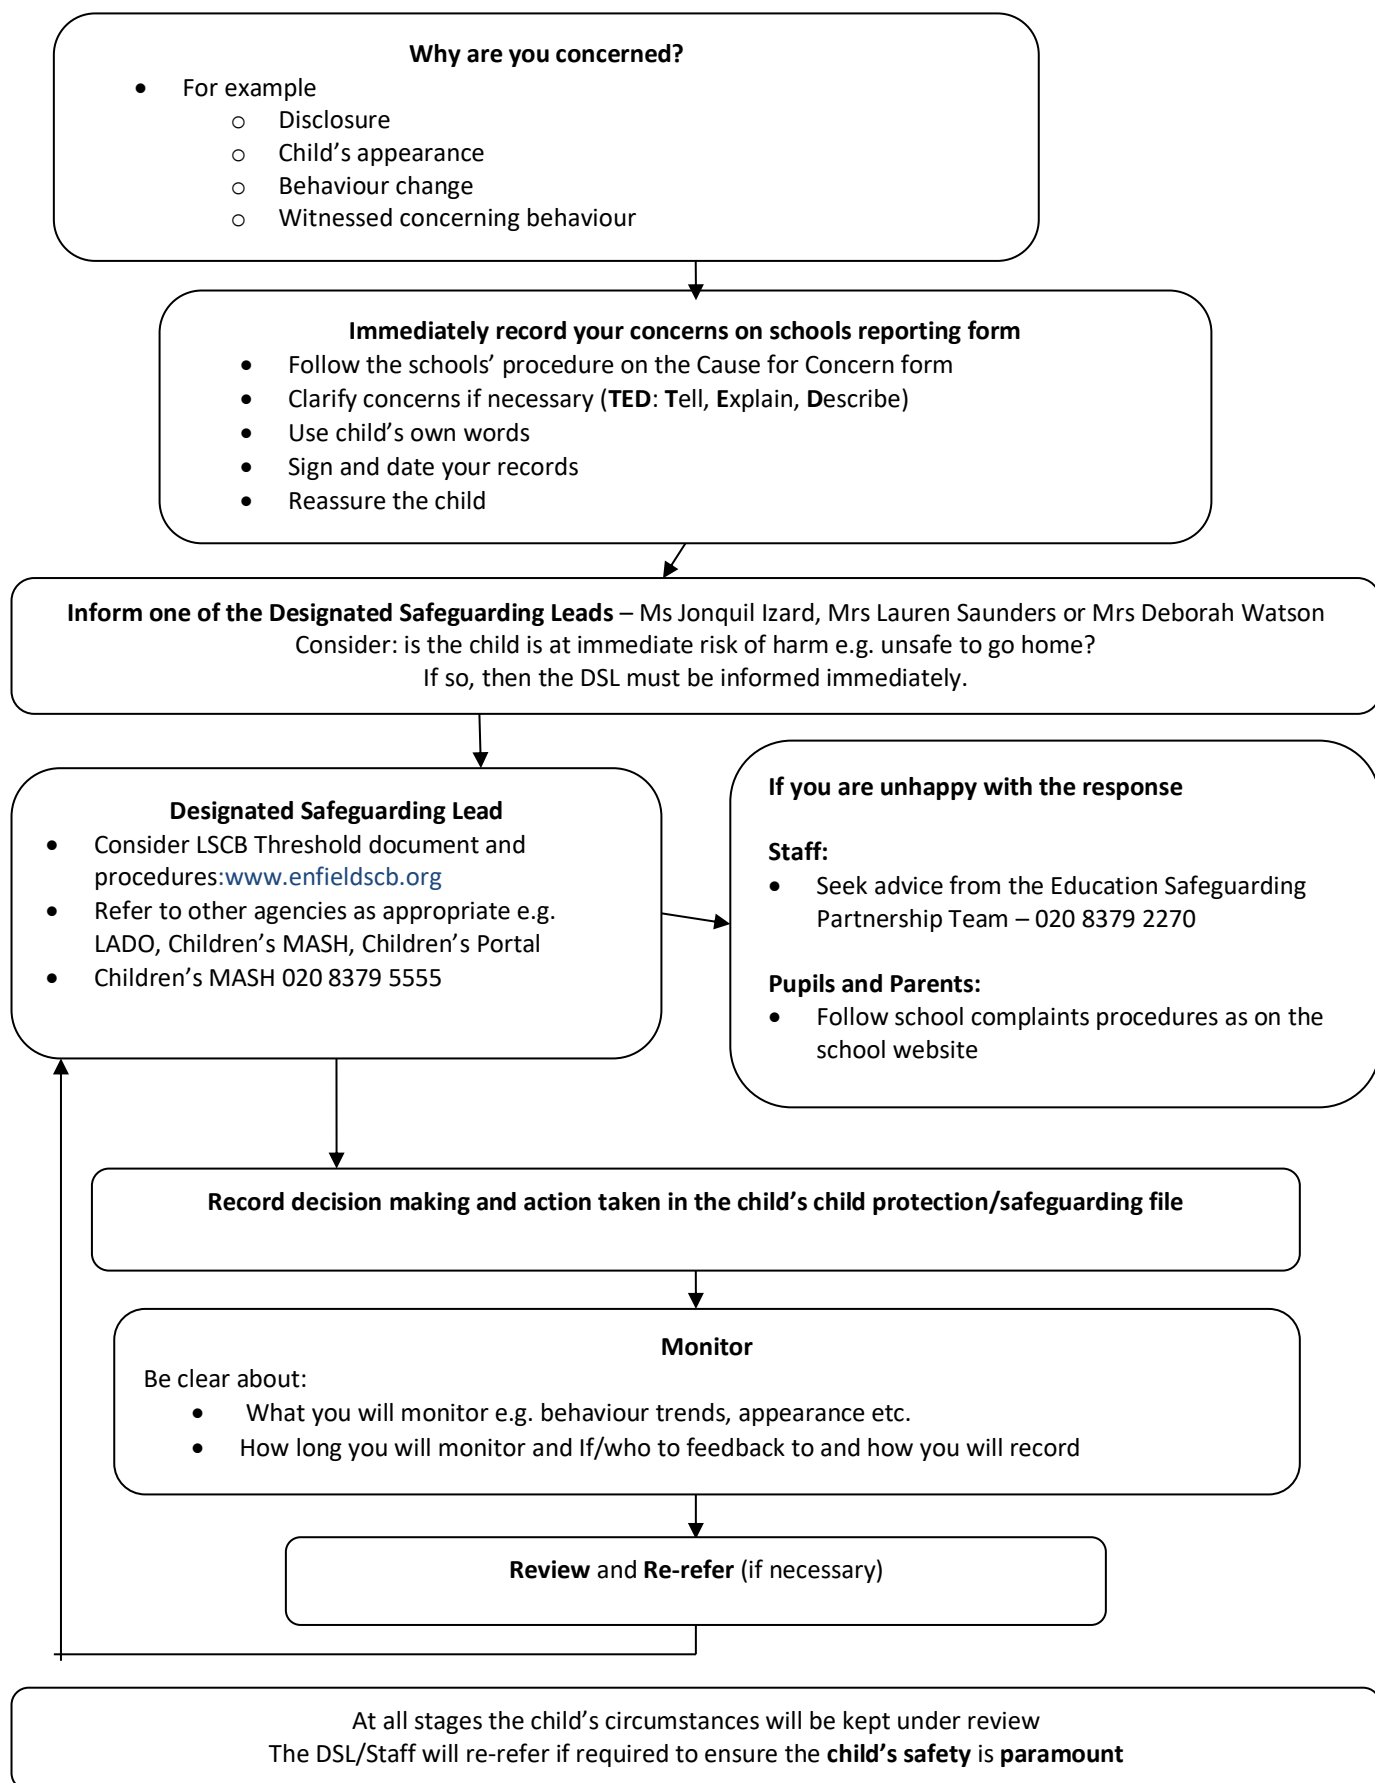 Why are you concerned?
• For example
o Disclosure
o Child’s appearance
o Behaviour change
o Witnessed concerning behaviour
Immediately record your concerns on schools reporting form
• Follow the schools’ procedure on the Cause for Concern form
• Clarify concerns if necessary (TED: Tell, Explain, Describe)
• Use child’s own words
• Sign and date your records
• Reassure the child
Inform one of the Designated Safeguarding Leads – Ms Jonquil Izard, Mrs Lauren Saunders or Mrs Deborah Watson
Consider: is the child is at immediate risk of harm e.g. unsafe to go home?
If so, then the DSL must be informed immediately.
Designated Safeguarding Lead
• Consider LSCB Threshold document and
procedures:www.enfieldscb.org
• Refer to other agencies as appropriate e.g.
LADO, Children’s MASH, Children’s Portal
• Children’s MASH 020 8379 5555
If you are unhappy with the response
Staff:
• Seek advice from the Education Safeguarding
Partnership Team – 020 8379 2270
Pupils and Parents:
• Follow school complaints procedures as on the
school website
Record decision making and action taken in the child’s child protection/safeguarding file
Monitor
Be clear about:
• What you will monitor e.g. behaviour trends, appearance etc.
• How long you will monitor and If/who to feedback to and how you will record
Review and Re-refer (if necessary)
At all stages the child’s circumstances will be kept under review
The DSL/Staff will re-refer if required to ensure the child’s safety is paramount